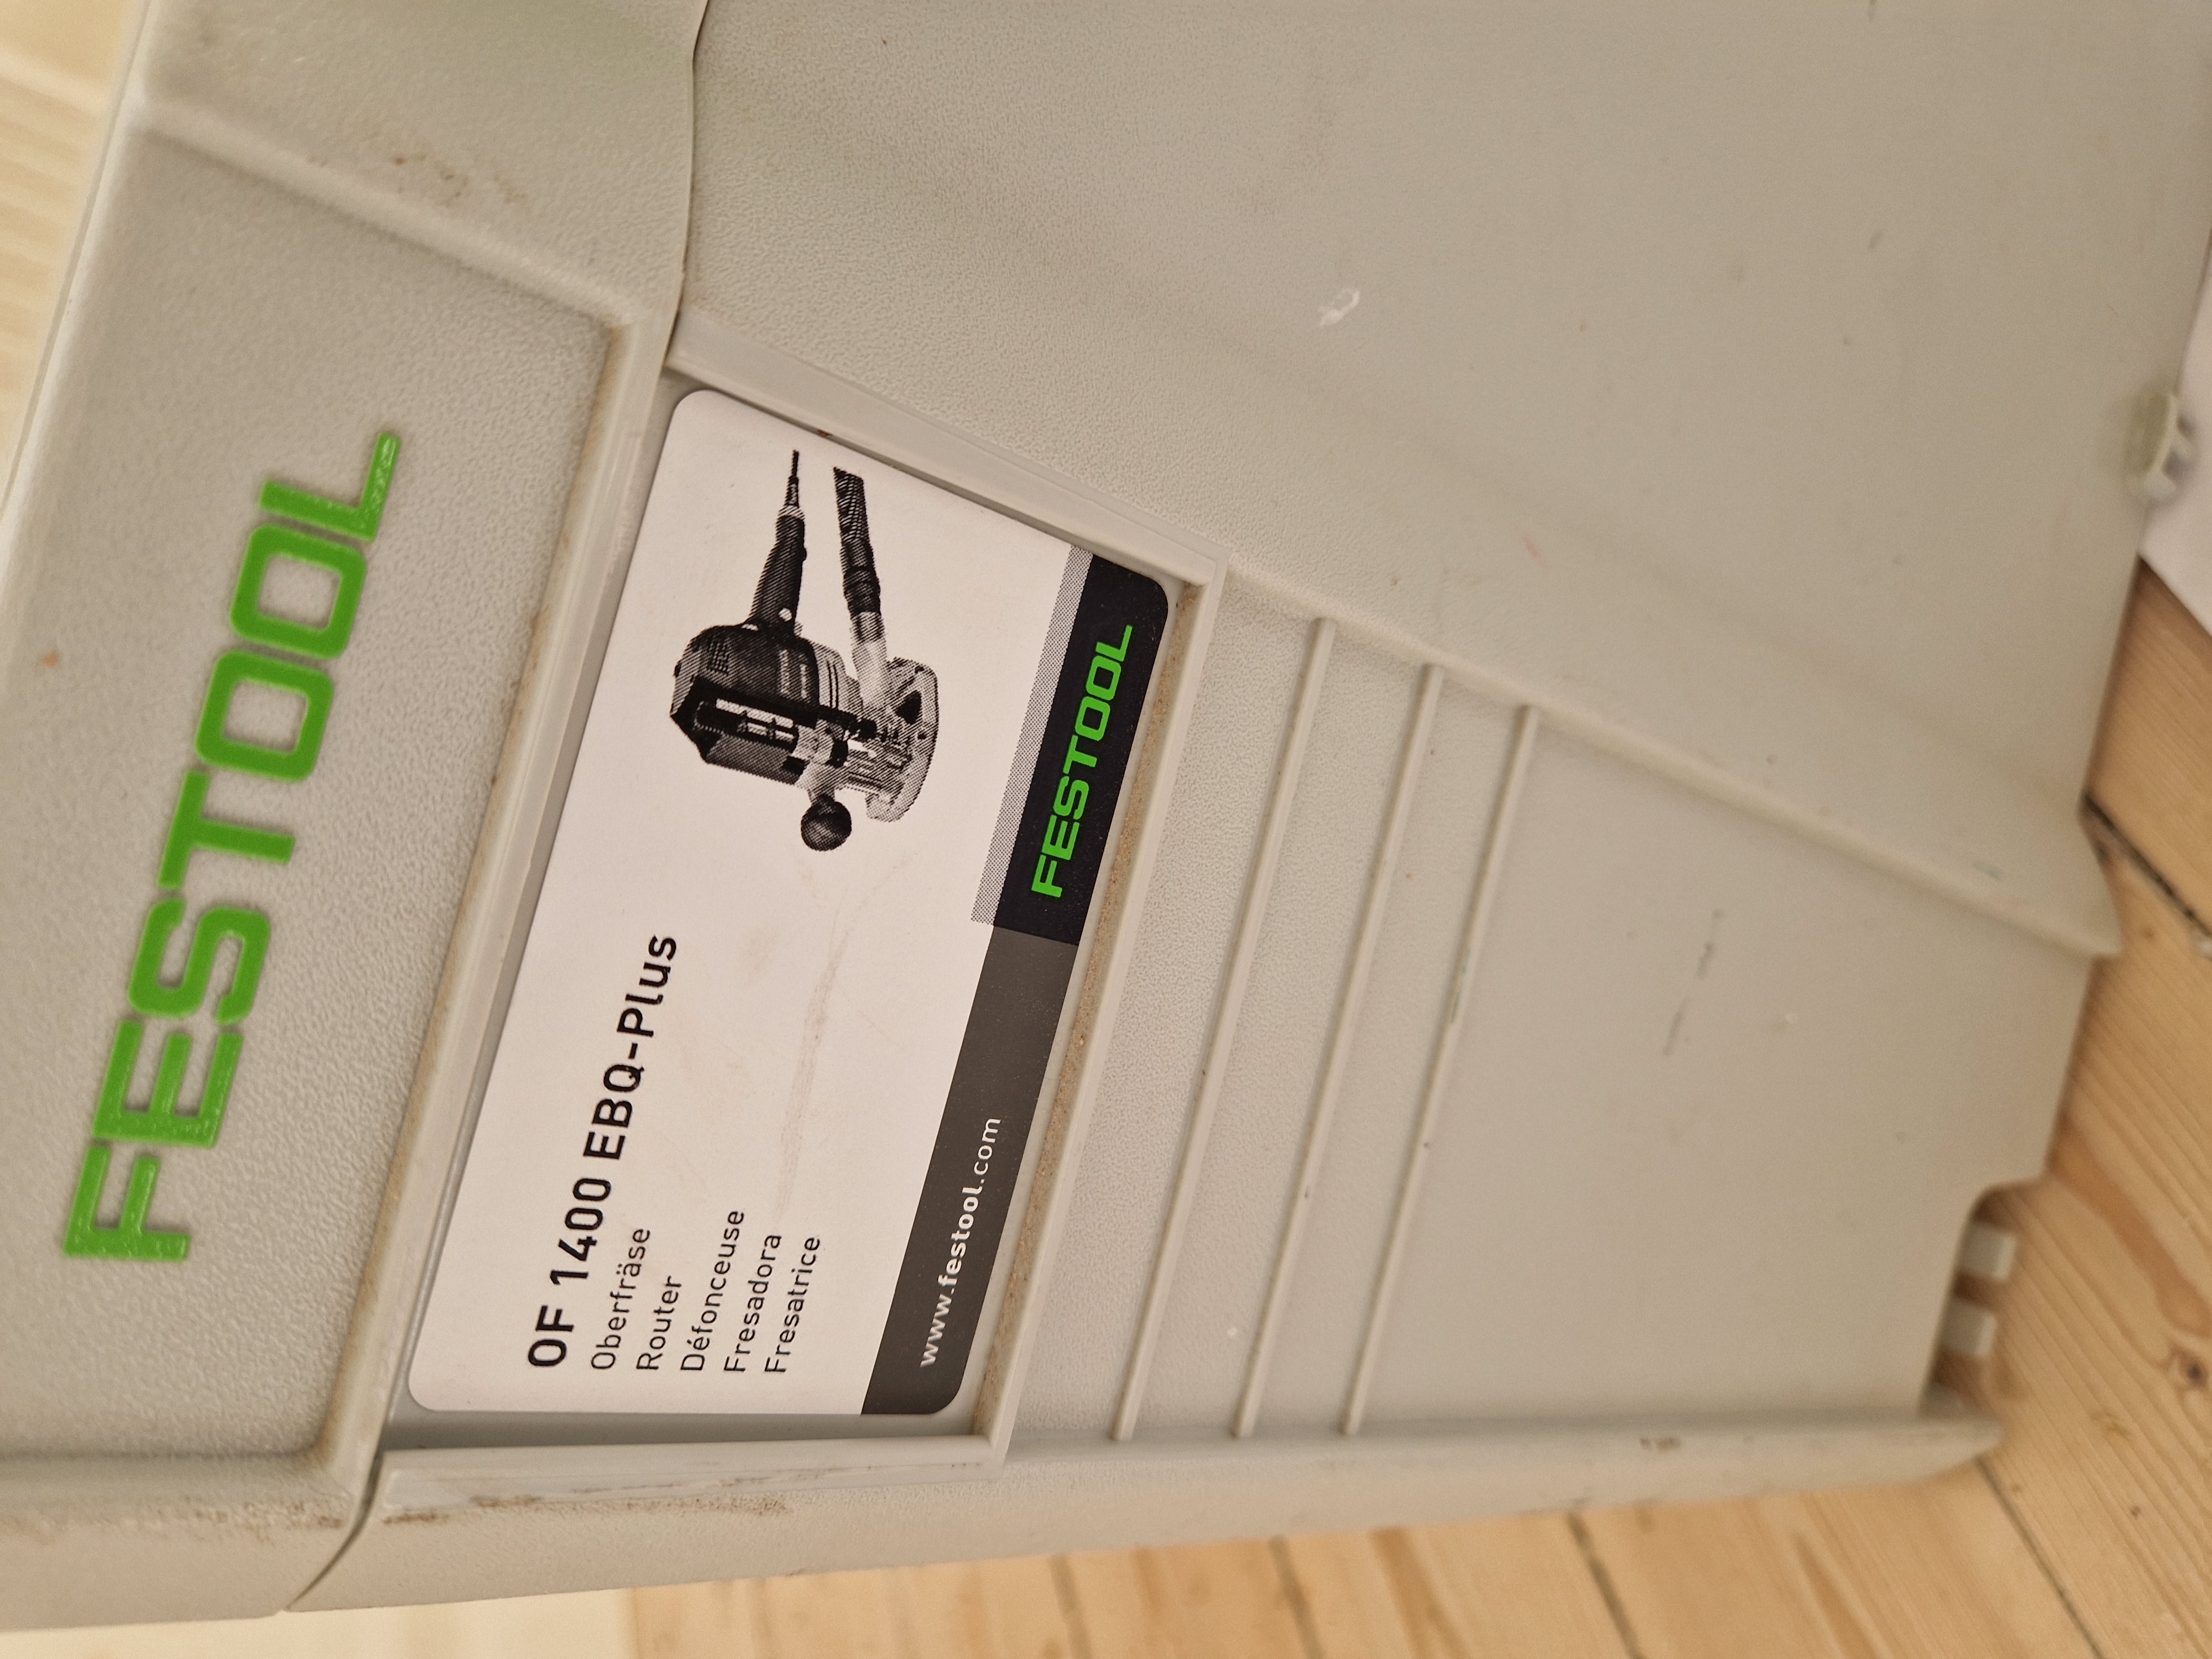 FESTOOL
OF 1400 EBQ-Plus
Oberfräse
Router
Défonceuse
Fresadora
Fresatrice
www.festool.com
FESTOOL